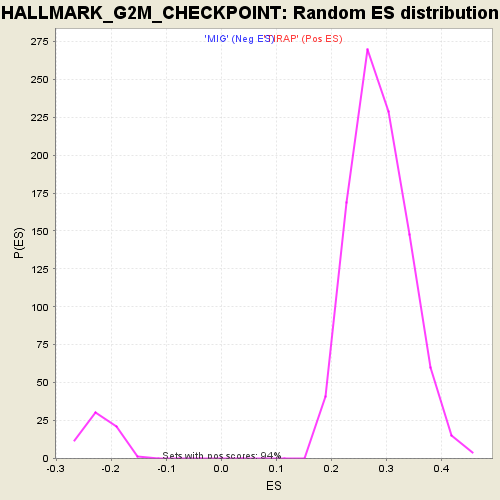 HALLMARK_G2M_CHECKPOINT: Random ES distribution
'MIG' (Neg ES) (Pos ES)
275
250
225
200
175
150
125
100
75
50
25
0
P(ES)
Sets with pos scores: 94%
-0.3 -0.2 -0.1 0.0 0.1 0.2 0.3 0.4
ES